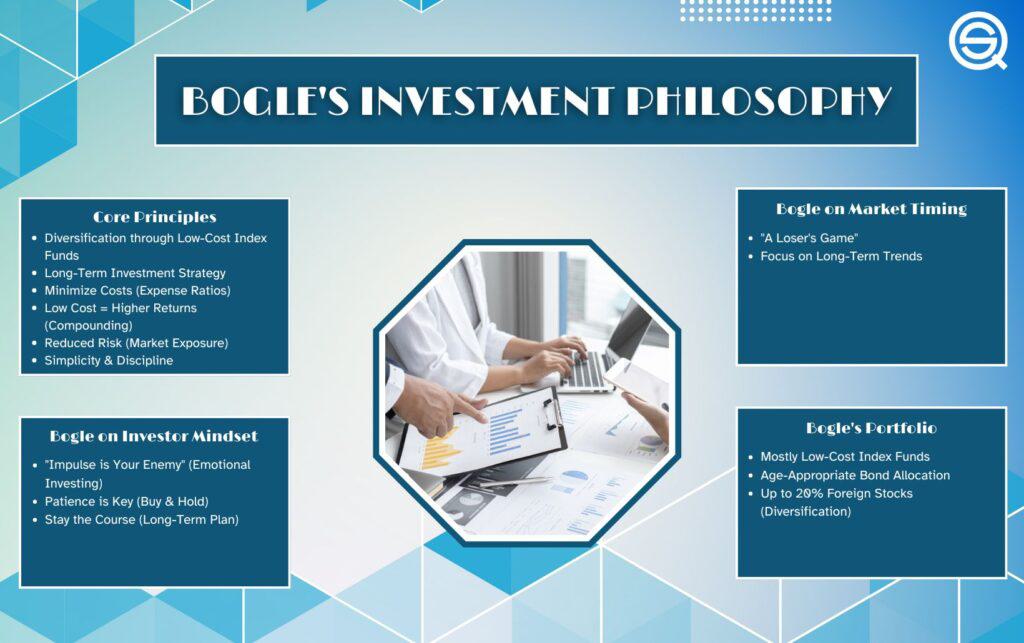 BOGLE'S INVESTMENT PHILOSOPHY
Core Principles
• Diversification through Low-Cost Index
Funds
• Long-Term Investment Strategy
• Minimize Costs (Expense Ratios)
• Low Cost = Higher Returns
(Compounding)
• Reduced Risk (Market Exposure)
• Simplicity & Discipline
Bogle on Investor Mindset
• "Impulse is Your Enemy" (Emotional
Investing)
• Patience is Key (Buy & Hold)
• Stay the Course (Long-Term Plan)
Bogle on Market Timing
• "A Loser's Game"
• Focus on Long-Term Trends
Bogle's Portfolio
• Mostly Low-Cost Index Funds
• Age-Appropriate Bond Allocation
• Up to 20% Foreign Stocks
(Diversification)